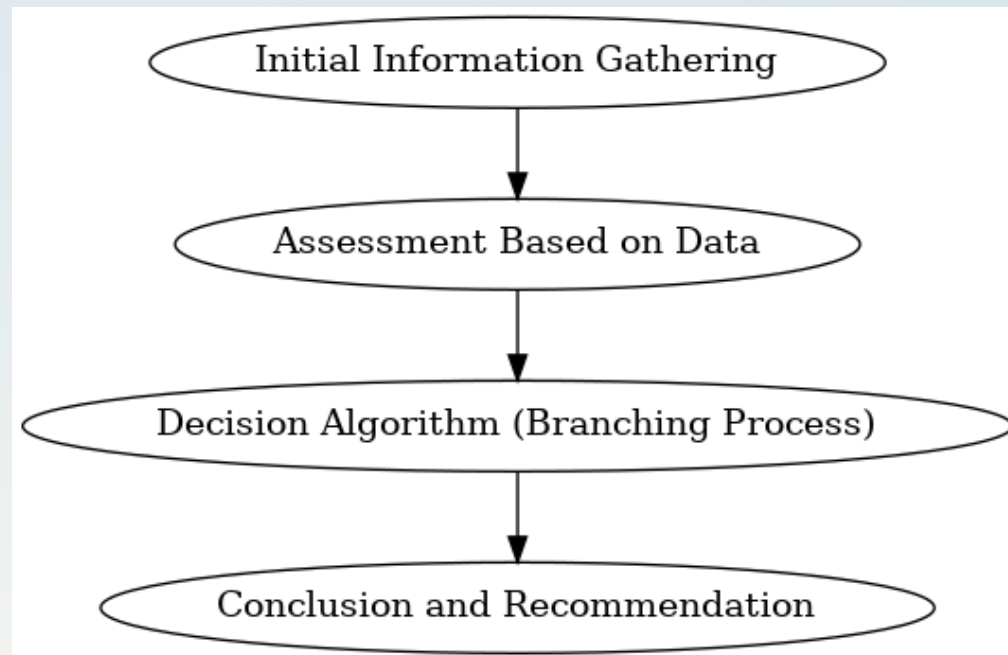 Initial Information Gathering
Assessment Based on Data
Decision Algorithm (Branching Process)
Conclusion and Recommendation